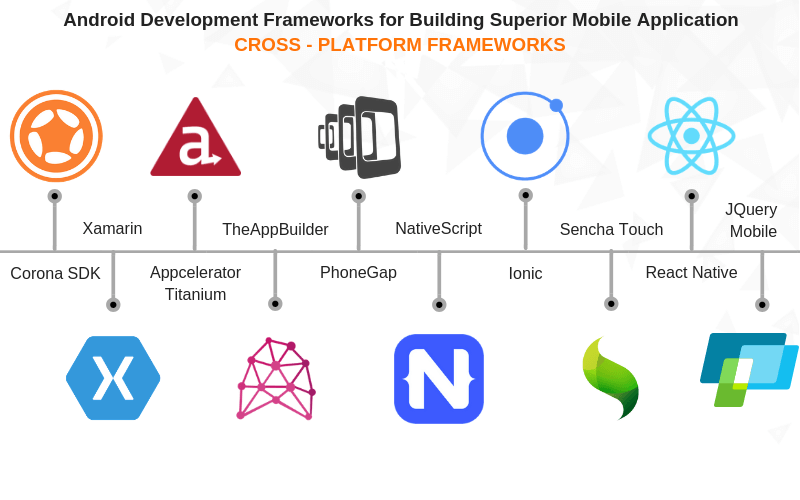 Android Development Frameworks for Building Superior Mobile Application
CROSS - PLATFORM FRAMEWORKS
a
JQuery
Mobile
Xamarin
TheAppBuilder
NativeScript
Sencha Touch
Corona SDK
Appcelerator
Titanium
PhoneGap
Ionic
React Native
X
N